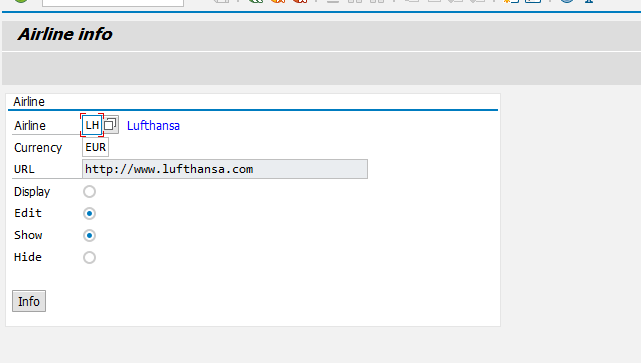 Airline info
Airline
Airline LH Lufthansa
Currency EUR
URL http://www.lufthansa.com
Display
Edit
Show
Hide
Info